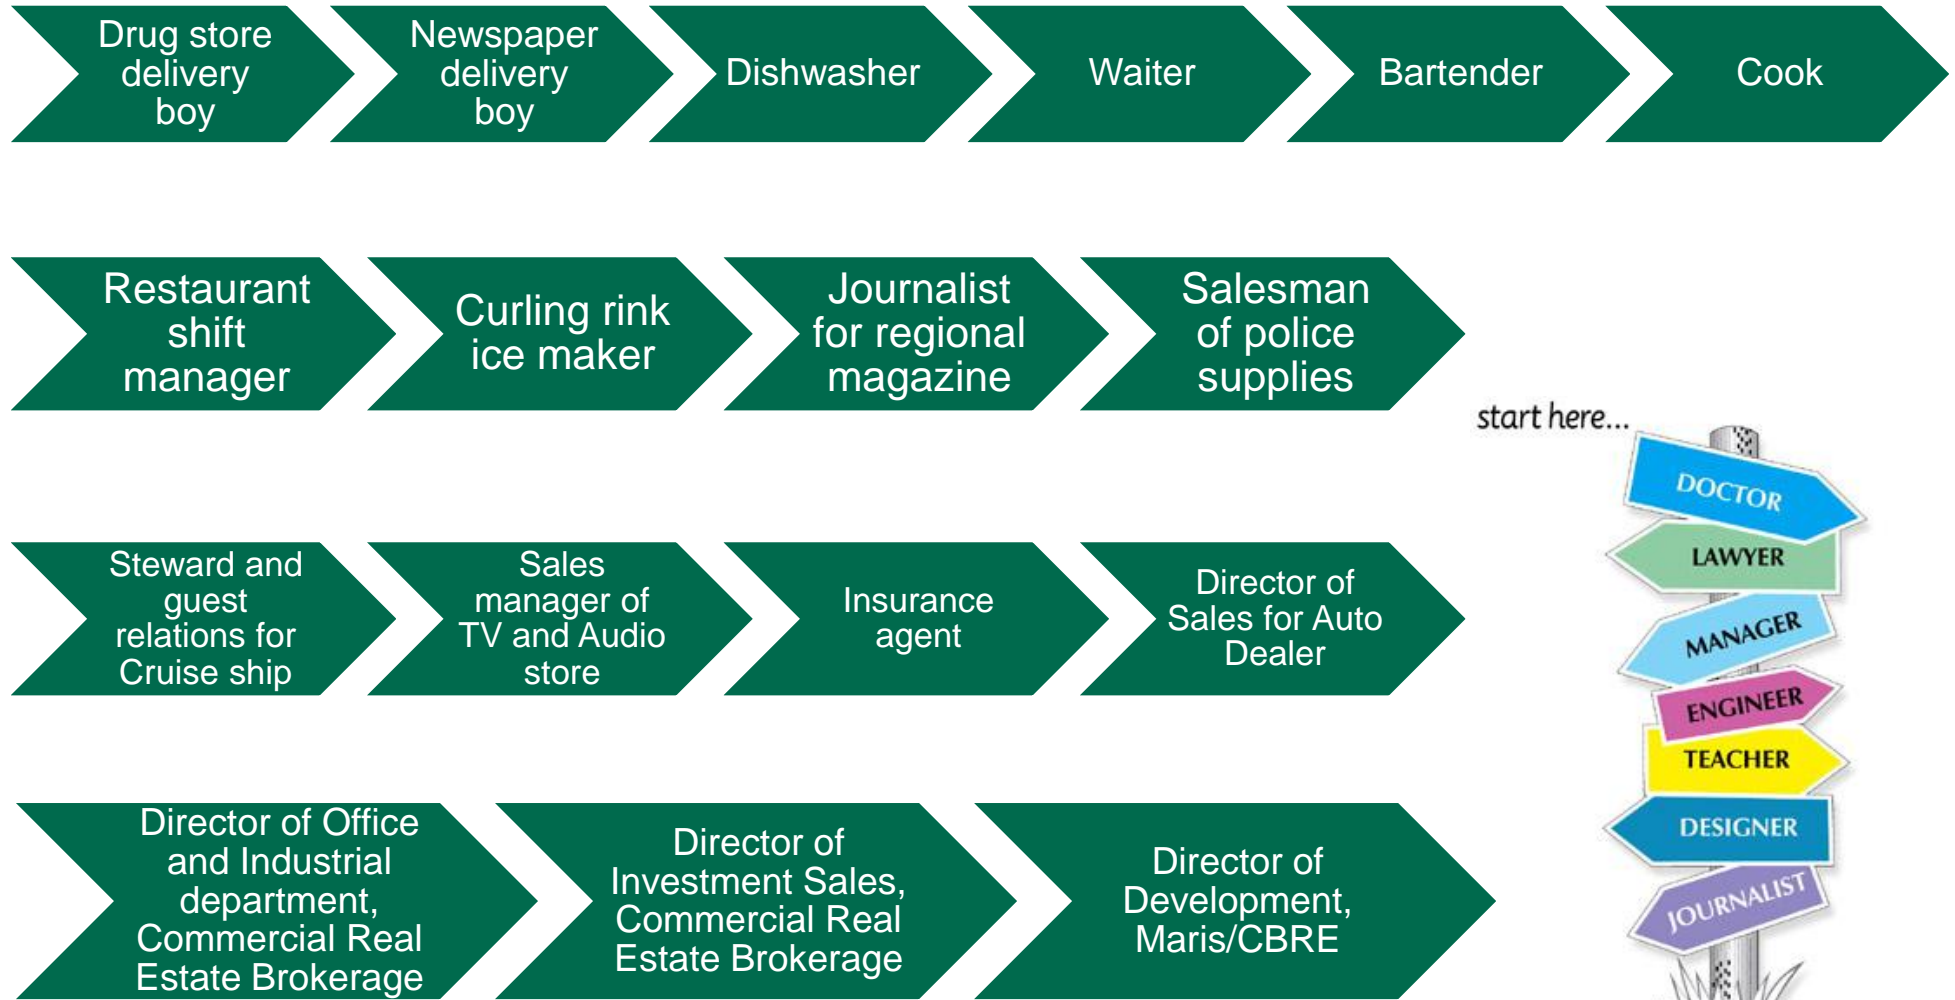 Drug store
delivery
boy
Newspaper
delivery
boy
Dishwasher
Waiter
Bartender
Cook
Restaurant
shift
manager
Curling rink
ice maker
Journalist
for regional
magazine
Salesman
of police
supplies
start here...
DOCTOR
LAWYER
MANAGER
ENGINEER
TEACHER
DESIGNER
JOURNALIST
Steward and
guest
relations for
Cruise ship
Sales
manager of
TV and Audio
store
Insurance
agent
Director of
Sales for Auto
Dealer
Director of Office
and Industrial
department,
Commercial Real
Estate Brokerage
Director of
Investment Sales,
Commercial Real
Estate Brokerage
Director of
Development,
Maris/CBRE